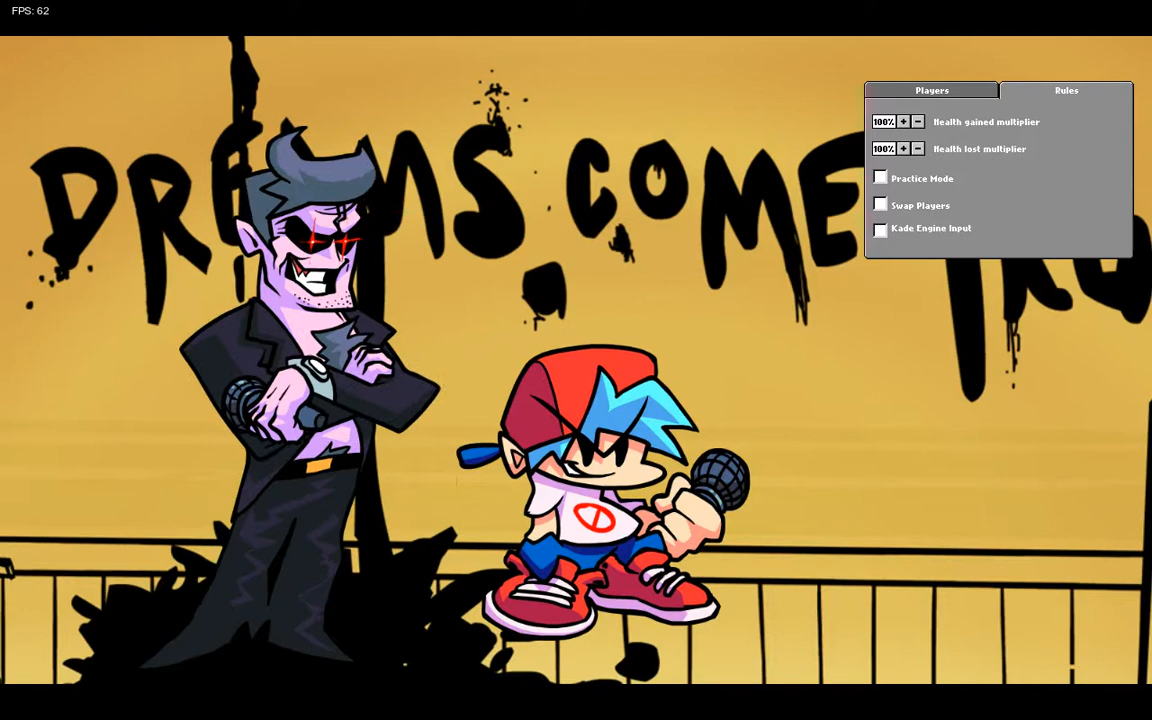 FPS: 62
Players Rules
100% + - Health gained multiplier
100% + - Health lost multiplier
Practice Mode
Swap Players
Kade Engine Input
DREAMS COME